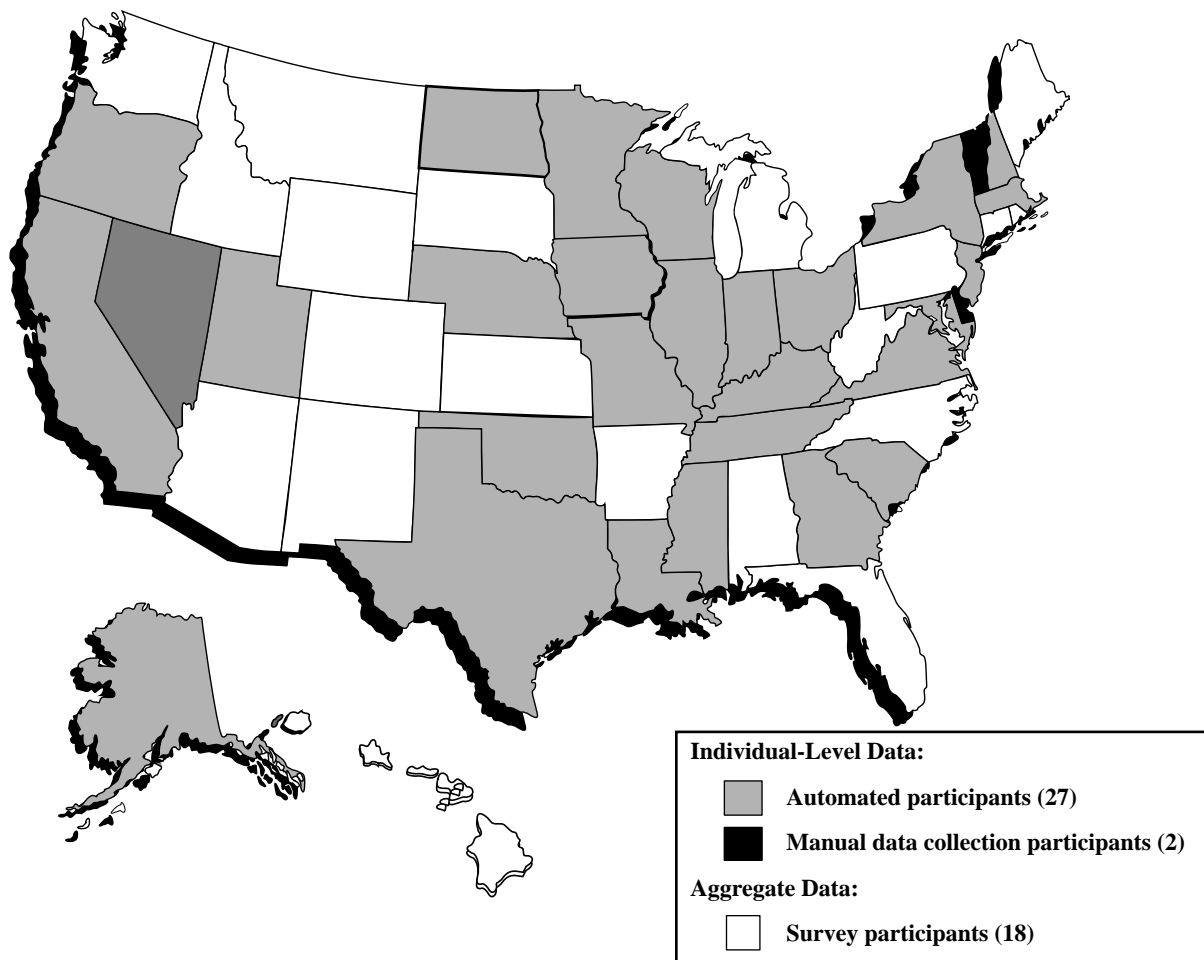 Individual-Level Data:
Automated participants (27)
Manual data collection participants (2)
Aggregate Data:
Survey participants (18)